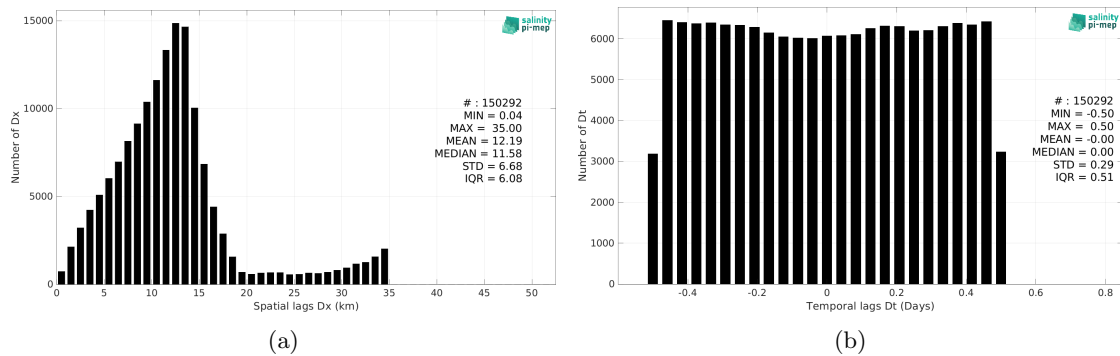 15000
10000
5000
0
Number of Dx
0 5 10 15 20 25 30 35 40 45 50
Spatial lags Dx (km)
salinity
pi-mep
# : 150292
MIN = 0.04
MAX = 35.00
MEAN = 12.19
MEDIAN = 11.58
STD = 6.68
IQR = 6.08
(a)
6000
5000
4000
3000
2000
1000
0
Number of Dt
-0.4 -0.2 0 0.2 0.4 0.6 0.8
Temporal lags Dt (Days)
salinity
pi-mep
# : 150292
MIN = -0.50
MAX = 0.50
MEAN = -0.00
MEDIAN = 0.00
STD = 0.29
IQR = 0.51
(b)